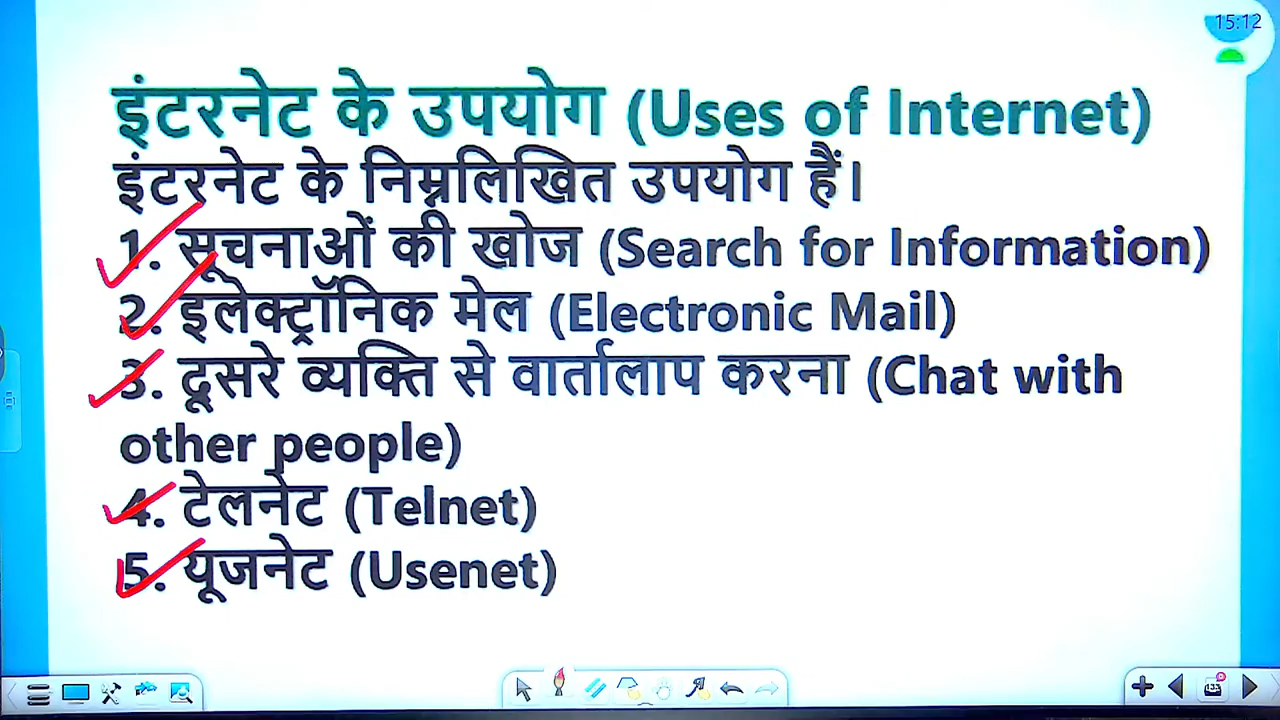 15:12
इंटरनेट के उपयोग (Uses of Internet)
इंटरनेट के निम्नलिखित उपयोग हैं।
1. सूचनाओं की खोज (Search for Information)
2. इलेक्ट्रॉनिक मेल (Electronic Mail)
3. दूसरे व्यक्ति से वार्तालाप करना (Chat with
other people)
4. टेलनेट (Telnet)
5. यूजनेट (Usenet)